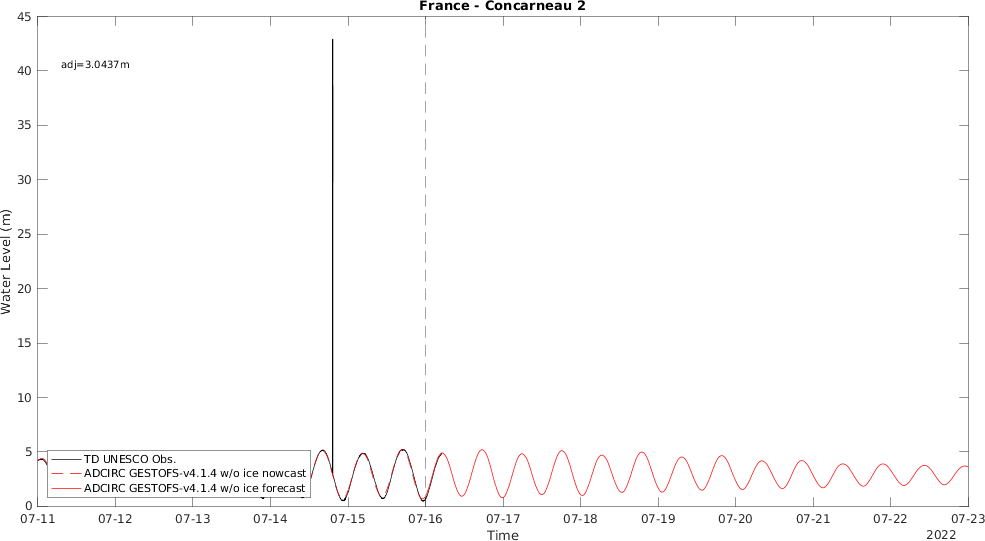 France - Concarneau 2
adj=3.0437m
Water Level (m)
45
40
35
30
25
20
15
10
5
0
TD UNESCO Obs.
ADCIRC GESTOFS-v4.1.4 w/o ice nowcast
ADCIRC GESTOFS-v4.1.4 w/o ice forecast
07-11 07-12 07-13 07-14 07-15 07-16 07-17 07-18 07-19 07-20 07-21 07-22 07-23
Time
2022